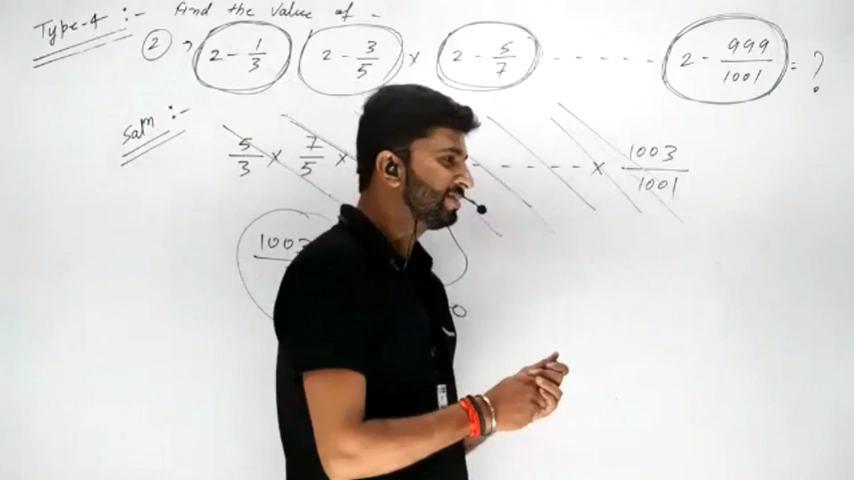 Type-4 :- Find the value of -
② → 2 - 1/3 2 - 3/5 × 2 - 5/7 ------ 2 - 999/1001 = ?
Solⁿ :-
5/3 × 7/5 × ------ × 1003/1001
1003